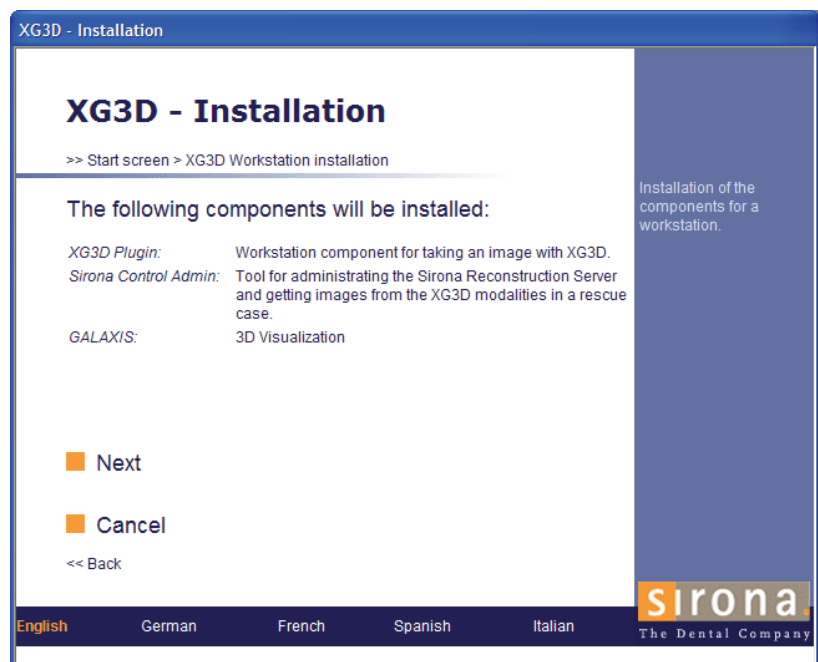 XG3D - Installation
XG3D - Installation
>> Start screen > XG3D Workstation installation
The following components will be installed:
XG3D Plugin: Workstation component for taking an image with XG3D.
Sirona Control Admin: Tool for administrating the Sirona Reconstruction Server
and getting images from the XG3D modalities in a rescue
case.
GALAXIS: 3D Visualization
Next
Cancel
<< Back
Installation of the
components for a
workstation.
English German French Spanish Italian
sirona.
The Dental Company